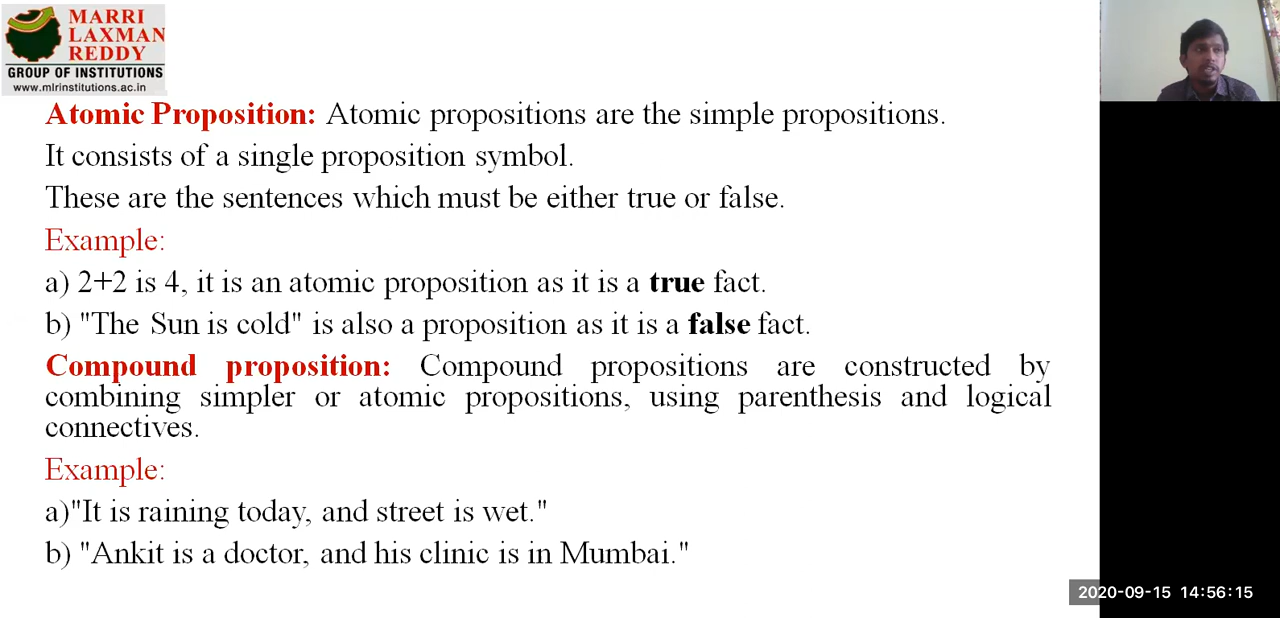 MARRI
LAXMAN
REDDY
GROUP OF INSTITUTIONS
www.mlrinstitutions.ac.in
Atomic Proposition: Atomic propositions are the simple propositions.
It consists of a single proposition symbol.
These are the sentences which must be either true or false.
Example:
a) 2+2 is 4, it is an atomic proposition as it is a true fact.
b) "The Sun is cold" is also a proposition as it is a false fact.
Compound proposition: Compound propositions are constructed by
combining simpler or atomic propositions, using parenthesis and logical
connectives.
Example:
a)"It is raining today, and street is wet."
b) "Ankit is a doctor, and his clinic is in Mumbai."
2020-09-15 14:56:15